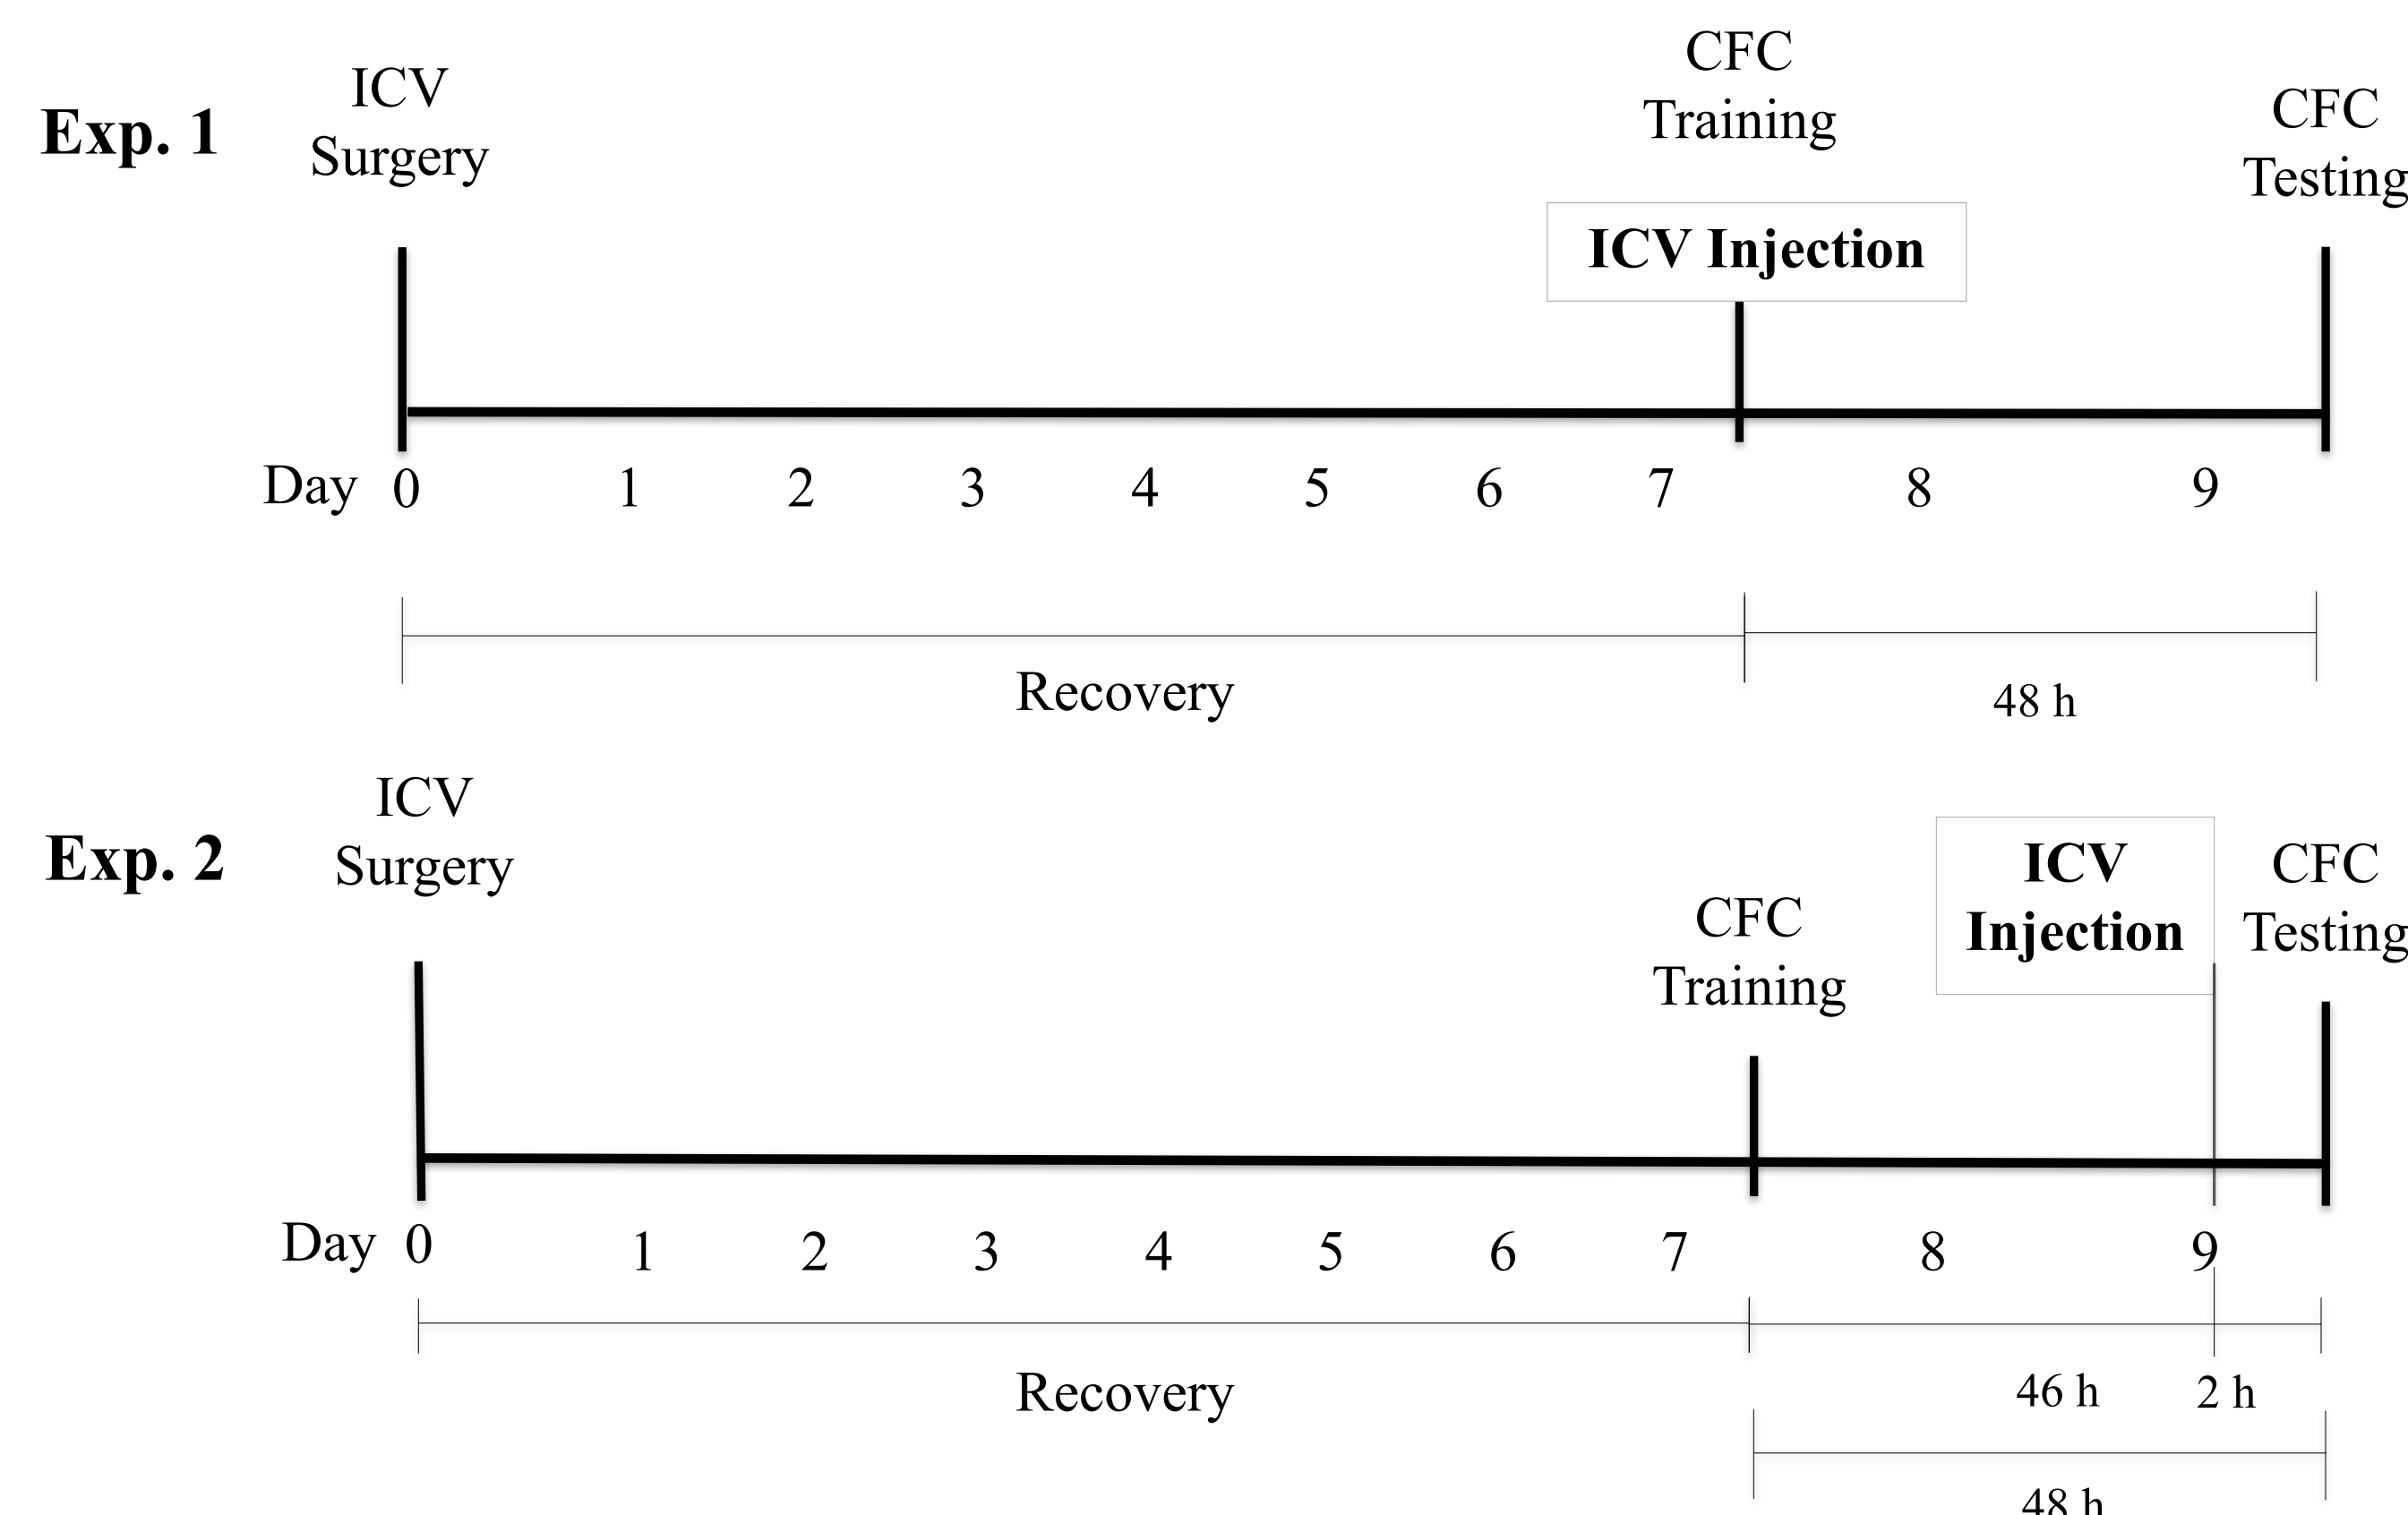 Exp. 1
ICV
Surgery
CFC
Training
ICV Injection
CFC
Testing
Day 0 1 2 3 4 5 6 7 8 9
Recovery
48 h
Exp. 2
ICV
Surgery
CFC
Training
ICV
Injection
CFC
Testing
Day 0 1 2 3 4 5 6 7 8 9
Recovery
46 h 2 h
48 h